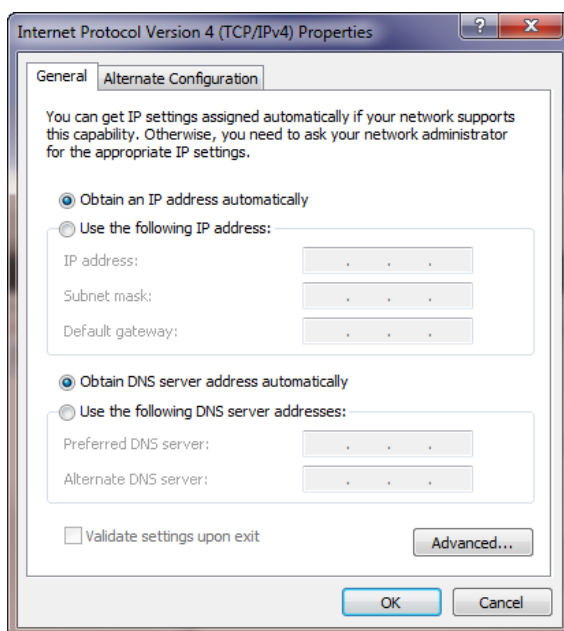 Internet Protocol Version 4 (TCP/IPv4) Properties
?
General
Alternate Configuration
You can get IP settings assigned automatically if your network supports
this capability. Otherwise, you need to ask your network administrator
for the appropriate IP settings.
Obtain an IP address automatically
Use the following IP address:
IP address:
Subnet mask:
Default gateway:
Obtain DNS server address automatically
Use the following DNS server addresses:
Preferred DNS server:
Alternate DNS server:
Validate settings upon exit
Advanced...
OK
Cancel